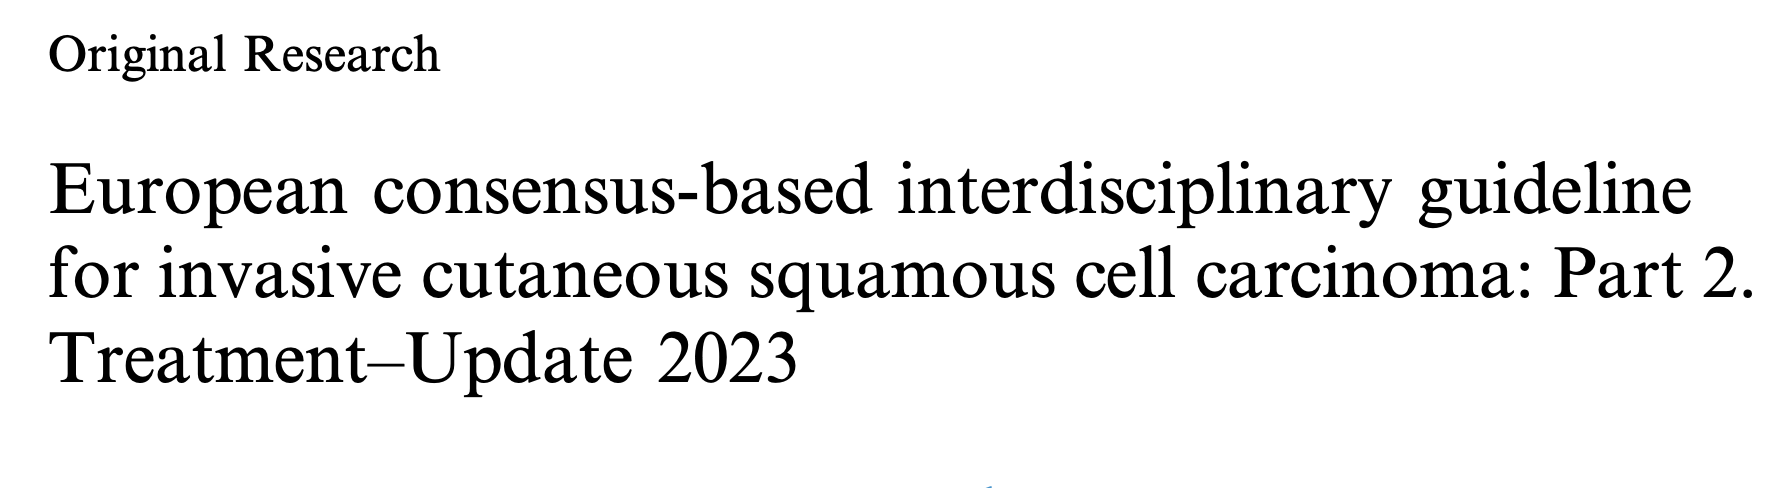 Original Research
European consensus-based interdisciplinary guideline
for invasive cutaneous squamous cell carcinoma: Part 2.
Treatment–Update 2023